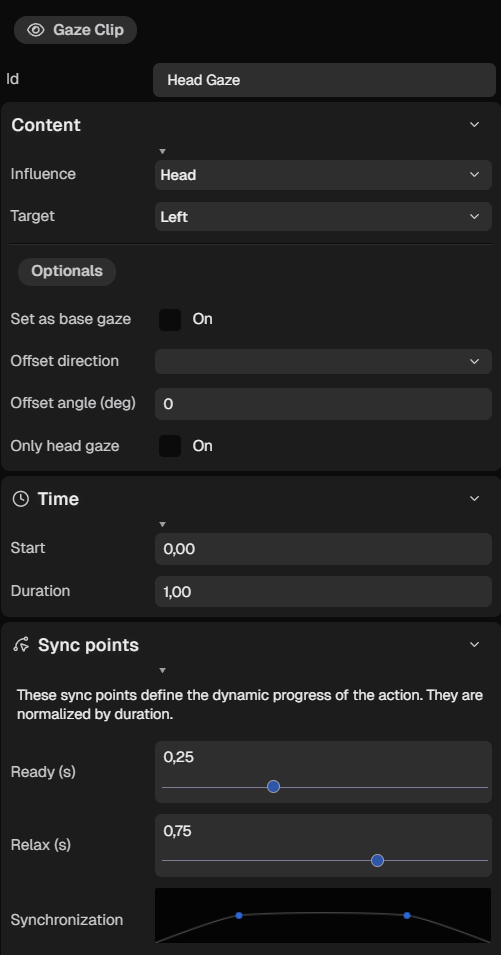 Gaze Clip
Id
Head Gaze
Content
Influence
Head
Target
Left
Optionals
Set as base gaze
On
Offset direction
Offset angle (deg)
0
Only head gaze
On
Time
Start
0,00
Duration
1,00
Sync points
These sync points define the dynamic progress of the action. They are
normalized by duration.
Ready (s)
0,25
Relax (s)
0,75
Synchronization